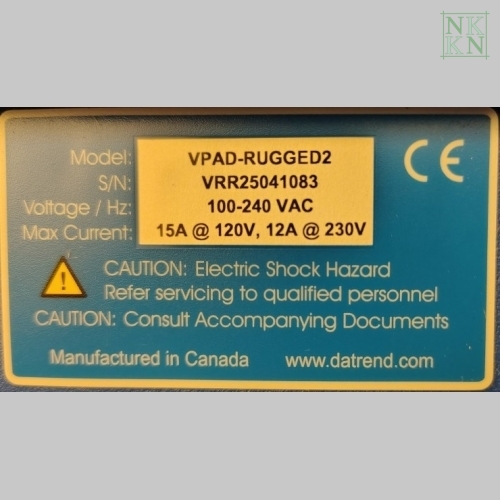 NK
KN
Model: VPAD-RUGGED2
S/N: VRR25041083
Voltage / Hz: 100-240 VAC
Max Current: 15A @ 120V, 12A @ 230V
CE
CAUTION: Electric Shock Hazard
Refer servicing to qualified personnel
CAUTION: Consult Accompanying Documents
Manufactured in Canada www.datrend.com